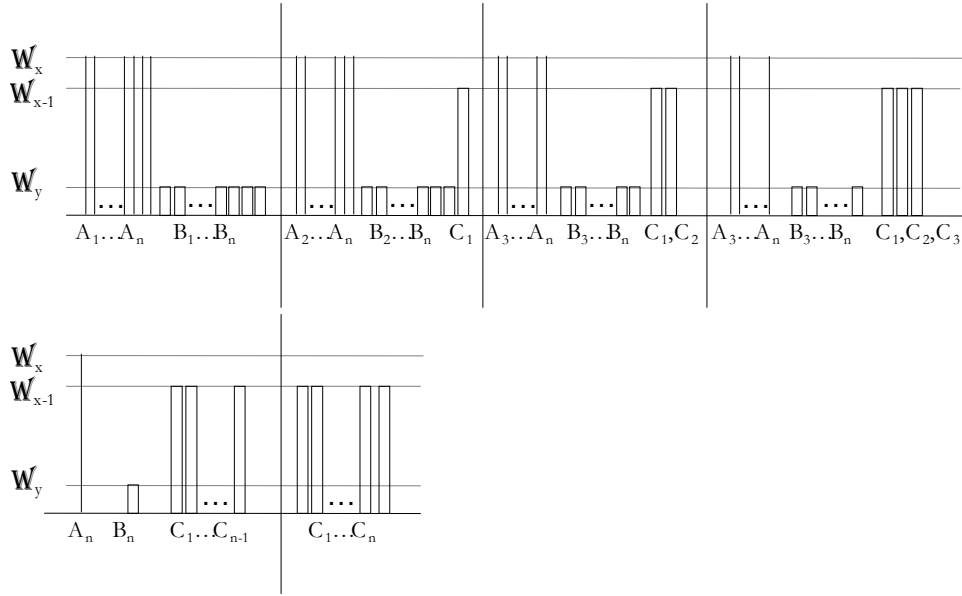 W_x
W_x-1
W_y
... ... ... ... ... ... ... ...
A_1...A_n B_1...B_n A_2...A_n B_2...B_n C_1 A_3...A_n B_3...B_n C_1,C_2 A_3...A_n B_3...B_n C_1,C_2,C_3
W_x
W_x-1
W_y
... ...
A_n B_n C_1...C_n-1 C_1...C_n